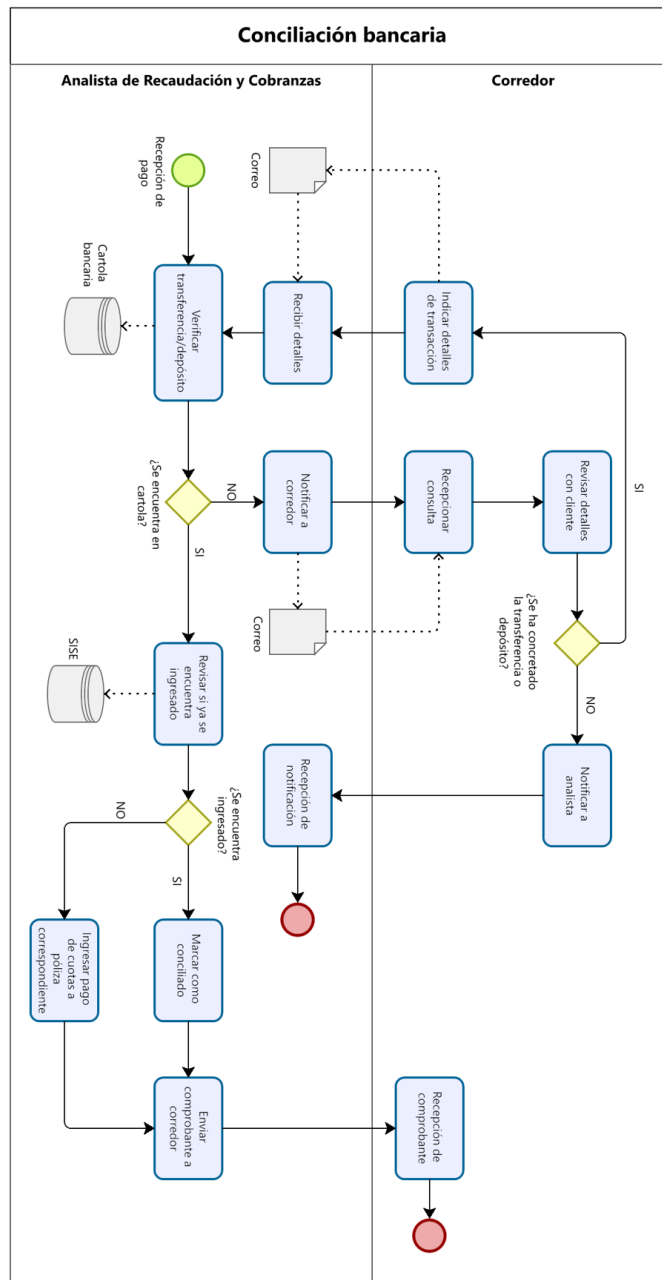 Conciliación bancaria
Analista de Recaudación y Cobranzas
Corredor
Recepción de
pago
Correo
Cartola
bancaria
Verificar
transferencia/depósito
Recibir detalles
Indicar detalles
de transacción
SI
¿Se encuentra en
cartola?
NO
Notificar a
corredor
Recepcionar
consulta
Revisar detalles
con cliente
SI
Correo
¿Se ha concretado
la transferencia o
depósito?
NO
SISE
Revisar si ya se
encuentra
ingresado
Recepción de
notificación
Notificar a
analista
¿Se encuentra
ingresado?
NO
SI
Ingresar pago
de cuotas a
póliza
correspondiente
Marcar como
conciliado
Enviar
comprobante a
corredor
Recepción de
comprobante